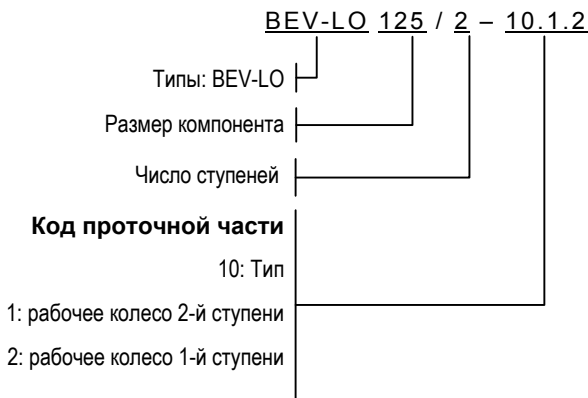 BEV-LO 125 / 2 – 10.1.2
Типы: BEV-LO
Размер компонента
Число ступеней
Код проточной части
10: Тип
1: рабочее колесо 2-й ступени
2: рабочее колесо 1-й ступени